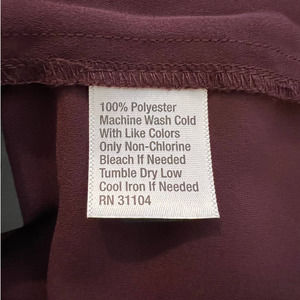 100% Polyester
Machine Wash Cold
With Like Colors
Only Non-Chlorine
Bleach If Needed
Tumble Dry Low
Cool Iron If Needed
RN 31104